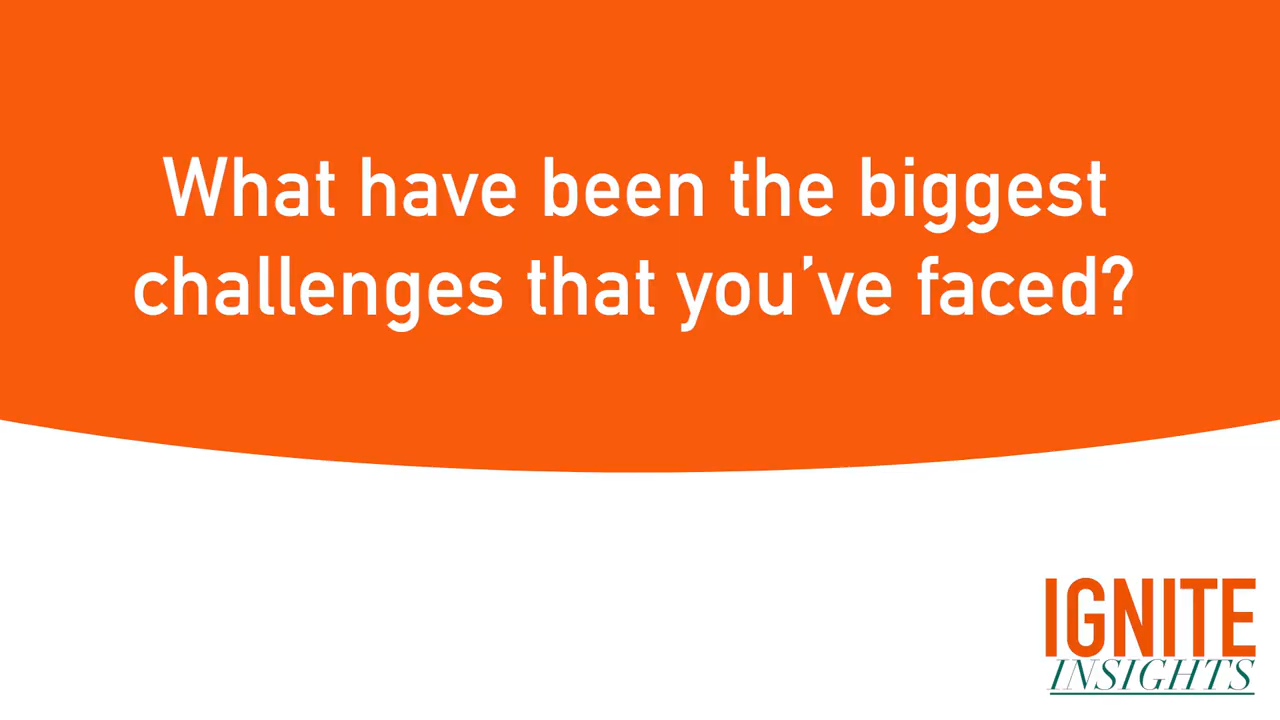 What have been the biggest
challenges that you’ve faced?
IGNITE
INSIGHTS